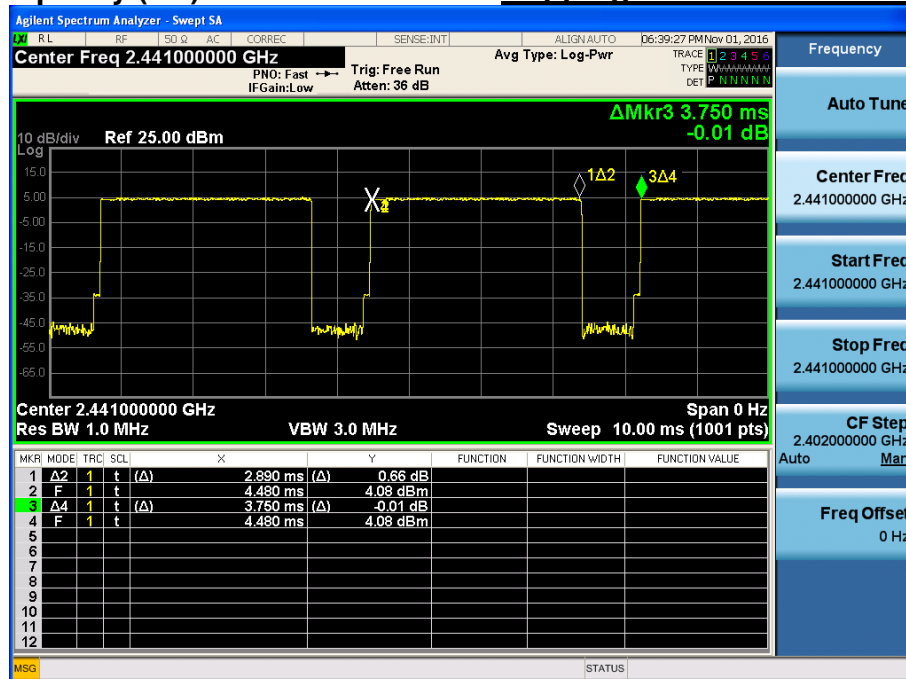 Agilent Spectrum Analyzer - Swept SA
RL RF 50 Ω AC CORREC SENSE:INT ALIGN AUTO 06:39:27 PM Nov 01, 2016
Center Freq 2.441000000 GHz
PNO: Fast
IFGain:Low
Trig: Free Run
Atten: 36 dB
Avg Type: Log-Pwr
TRACE 1 2 3 4 5 6
TYPE
DET P N N N N N
ΔMkr3 3.750 ms
-0.01 dB
10 dB/div Ref 25.00 dBm
Log
15.0
5.00
-5.00
-15.0
-25.0
-35.0
-45.0
-55.0
-65.0
1Δ2
3Δ4
Center 2.441000000 GHz Span 0 Hz
Res BW 1.0 MHz VBW 3.0 MHz Sweep 10.00 ms (1001 pts)
MKR MODE TRC SCL X Y FUNCTION FUNCTION WIDTH FUNCTION VALUE
1 Δ2 1 t (Δ) 2.890 ms (Δ) 0.66 dB
2 F 1 t 4.480 ms 4.08 dBm
3 Δ4 1 t (Δ) 3.750 ms (Δ) -0.01 dB
4 F 1 t 4.480 ms 4.08 dBm
5
6
7
8
9
10
11
12
MSG STATUS
Frequency
Auto Tune
Center Freq
2.441000000 GHz
Start Freq
2.441000000 GHz
Stop Freq
2.441000000 GHz
CF Step
2.402000000 GHz
Auto Man
Freq Offset
0 Hz